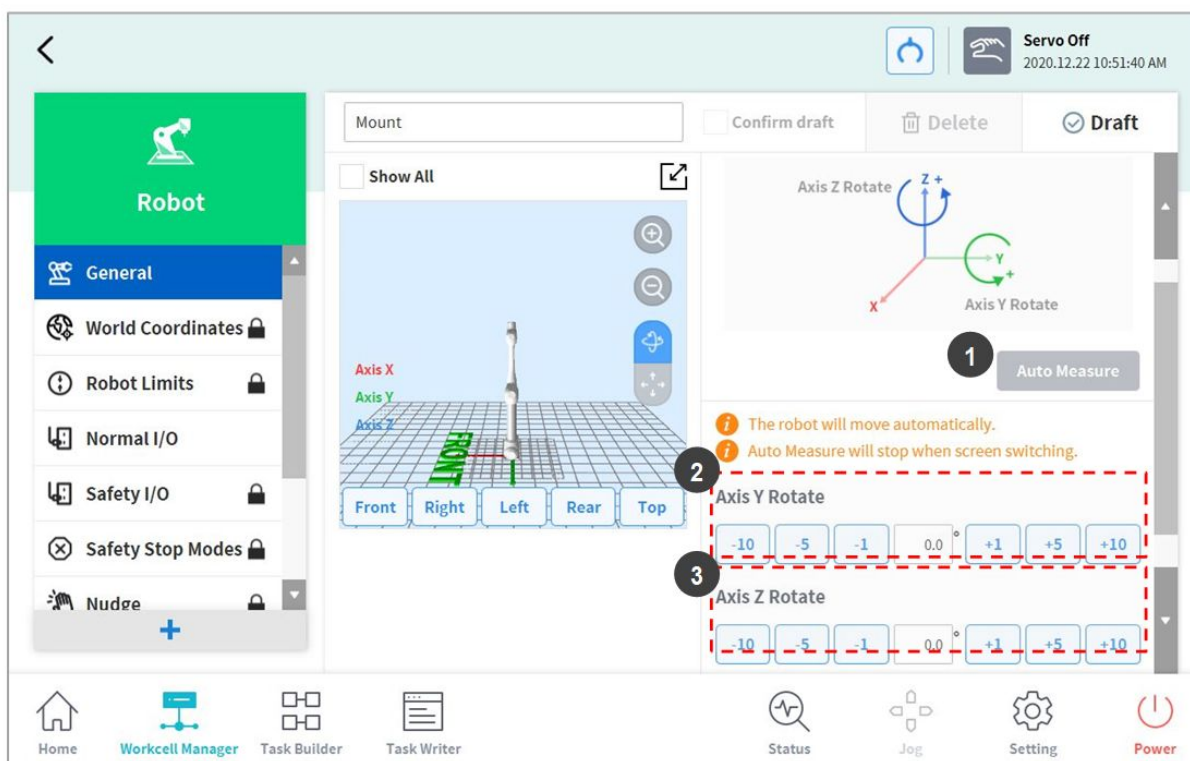 Servo Off
2020.12.22 10:51:40 AM
Robot
General
World Coordinates
Robot Limits
Normal I/O
Safety I/O
Safety Stop Modes
Nudge
+
Mount
Confirm draft
Delete
Draft
Show All
Axis X
Axis Y
Axis Z
FRONT
Front Right Left Rear Top
Axis Z Rotate
Z +
Y
+
X
Axis Y Rotate
1
Auto Measure
The robot will move automatically.
Auto Measure will stop when screen switching.
2
Axis Y Rotate
-10 -5 -1 0.0 ° +1 +5 +10
3
Axis Z Rotate
-10 -5 -1 0.0 ° +1 +5 +10
Home Workcell Manager Task Builder Task Writer Status Jog Setting Power